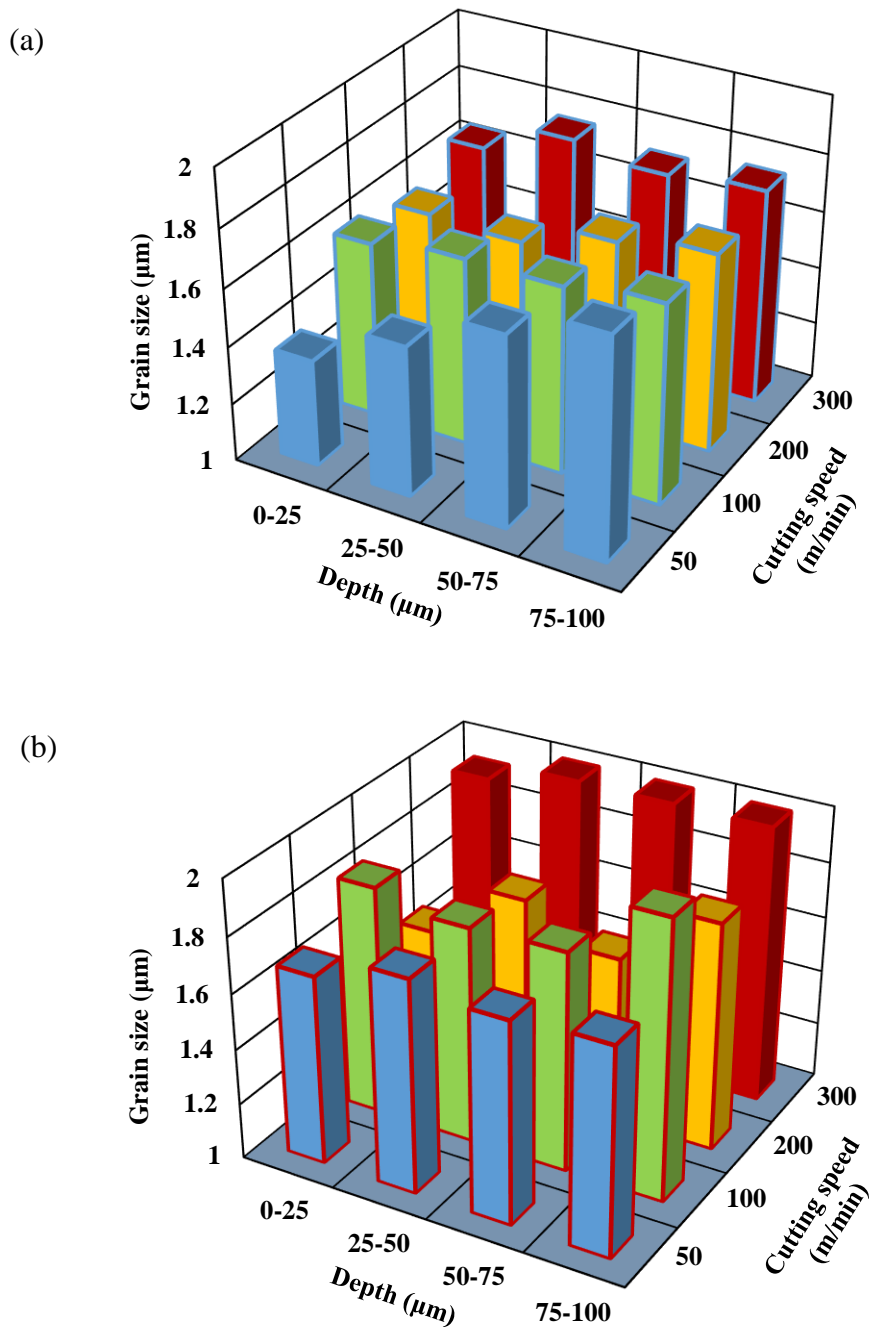 (a)
2
1.8
1.6
1.4
1.2
1
Grain size (µm)
0-25
25-50
50-75
75-100
Depth (µm)
50
100
200
300
Cutting speed
(m/min)
(b)
2
1.8
1.6
1.4
1.2
1
Grain size (µm)
0-25
25-50
50-75
75-100
Depth (µm)
50
100
200
300
Cutting speed
(m/min)